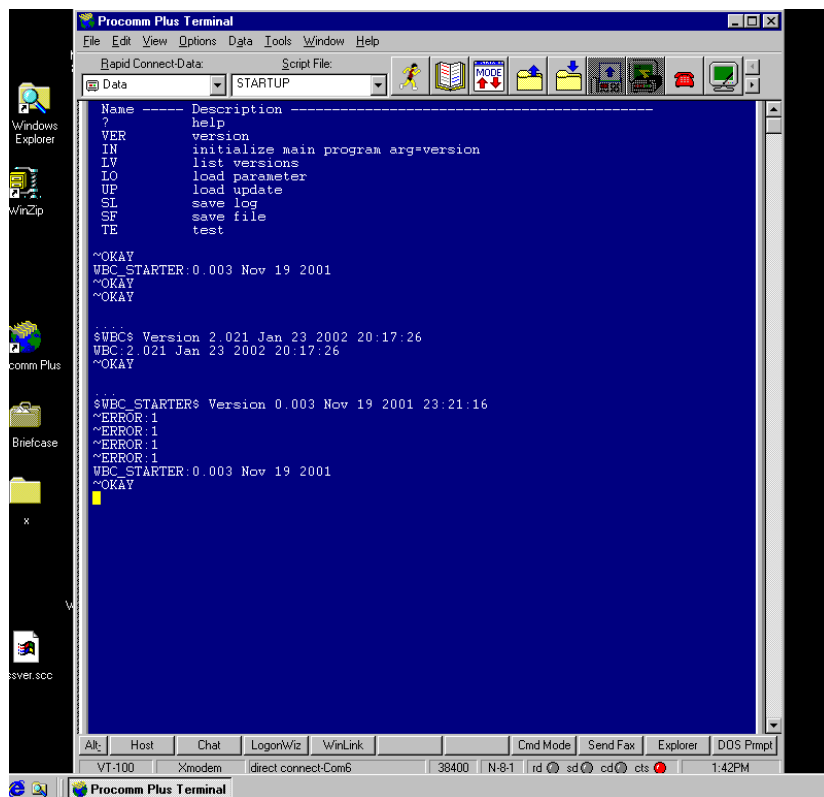 Procomm Plus Terminal
File Edit View Options Data Tools Window Help
Rapid Connect-Data: Script File:
Data STARTUP
MODE
Name ----- Description --------------------------------------------
? help
VER version
IN initialize main program arg=version
LV list versions
LO load parameter
UP load update
SL save log
SF save file
TE test
~OKAY
WBC_STARTER:0.003 Nov 19 2001
~OKAY
~OKAY
....
$WBC$ Version 2.021 Jan 23 2002 20:17:26
WBC:2.021 Jan 23 2002 20:17:26
~OKAY
...
$WBC_STARTER$ Version 0.003 Nov 19 2001 23:21:16
~ERROR:1
~ERROR:1
~ERROR:1
~ERROR:1
WBC_STARTER:0.003 Nov 19 2001
~OKAY
Windows
Explorer
WinZip
comm Plus
Briefcase
x
ssver.scc
Alt: Host Chat LogonWiz WinLink Cmd Mode Send Fax Explorer DOS Prmpt
VT-100 Xmodem direct connect-Com6 38400 N-8-1 rd sd cd cts 1:42PM
Procomm Plus Terminal